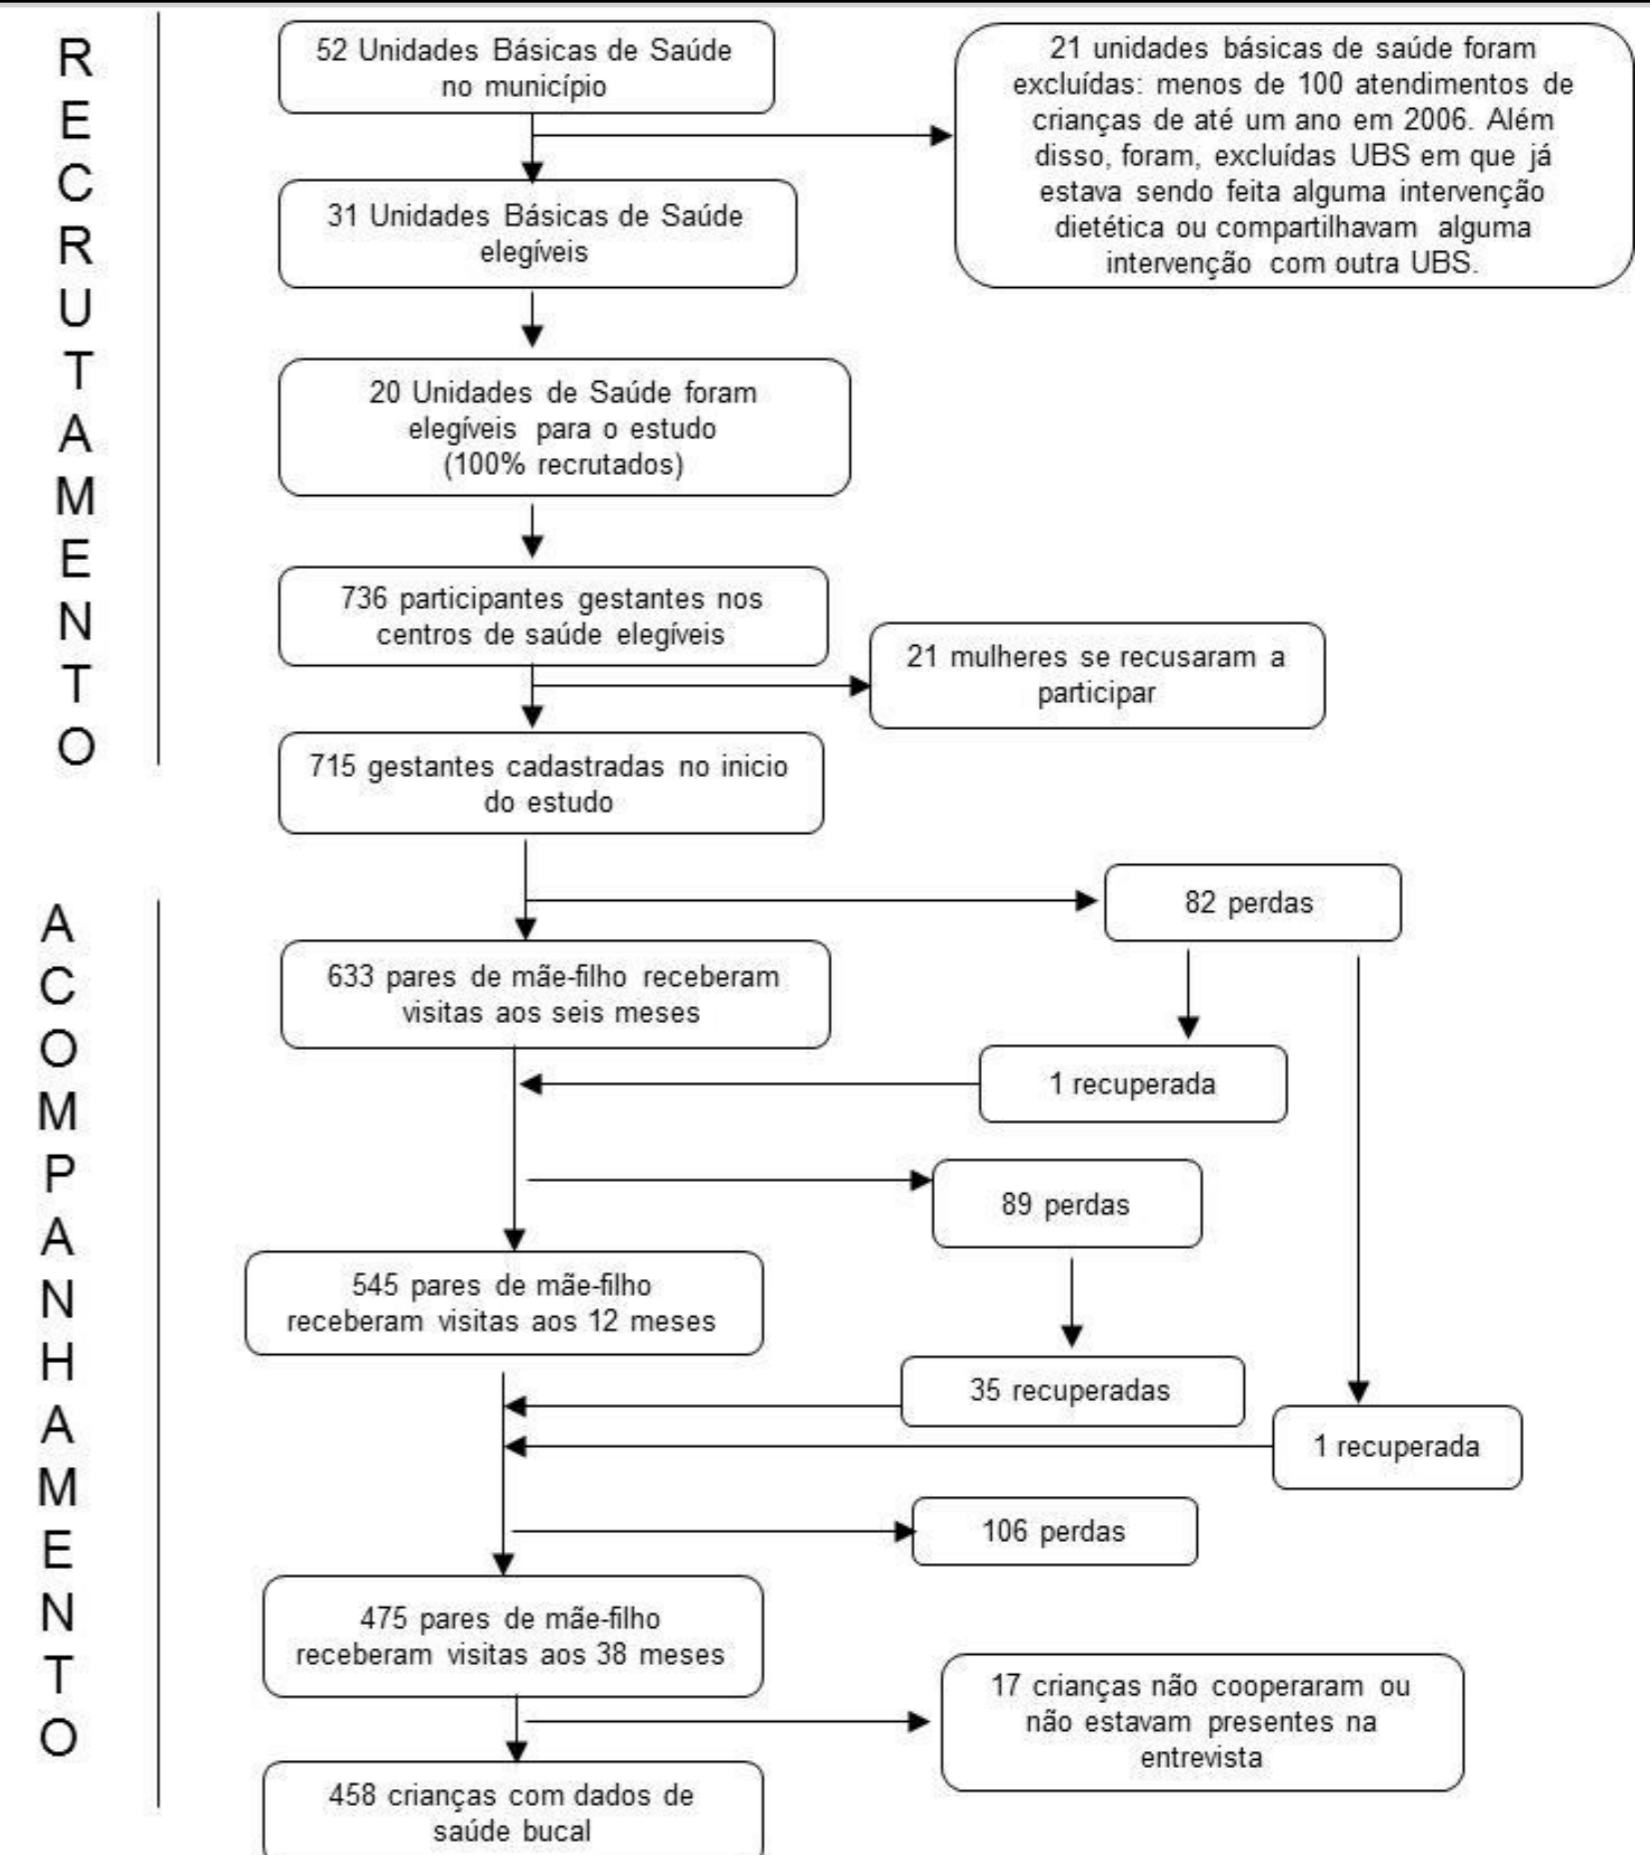 RECRUTAMENTO
52 Unidades Básicas de Saúde
no município
21 unidades básicas de saúde foram
excluídas: menos de 100 atendimentos de
crianças de até um ano em 2006. Além
disso, foram, excluídas UBS em que já
estava sendo feita alguma intervenção
dietética ou compartilhavam alguma
intervenção com outra UBS.
31 Unidades Básicas de Saúde
elegíveis
20 Unidades de Saúde foram
elegíveis para o estudo
(100% recrutados)
736 participantes gestantes nos
centros de saúde elegíveis
21 mulheres se recusaram a
participar
715 gestantes cadastradas no inicio
do estudo
ACOMPANHAMENTO
82 perdas
633 pares de mãe-filho receberam
visitas aos seis meses
1 recuperada
89 perdas
545 pares de mãe-filho
receberam visitas aos 12 meses
35 recuperadas
1 recuperada
106 perdas
475 pares de mãe-filho
receberam visitas aos 38 meses
17 crianças não cooperaram ou
não estavam presentes na
entrevista
458 crianças com dados de
saúde bucal